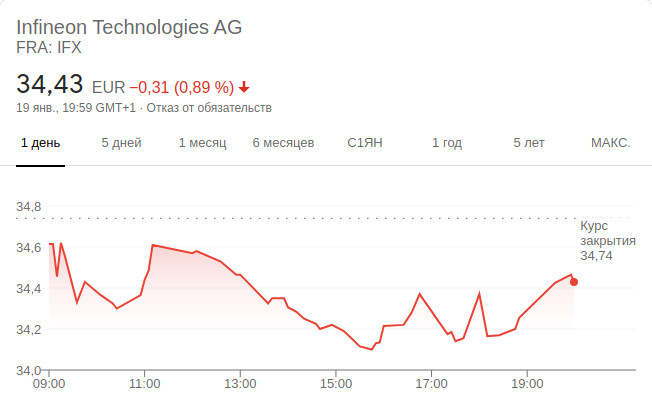 Infineon Technologies AG
FRA: IFX
34,43 EUR −0,31 (0,89 %)
19 янв., 19:59 GMT+1 · Отказ от обязательств
1 день 5 дней 1 месяц 6 месяцев С1ЯН 1 год 5 лет МАКС.
34,8
Курс
закрытия
34,74
34,6
34,4
34,2
34,0
09:00 11:00 13:00 15:00 17:00 19:00